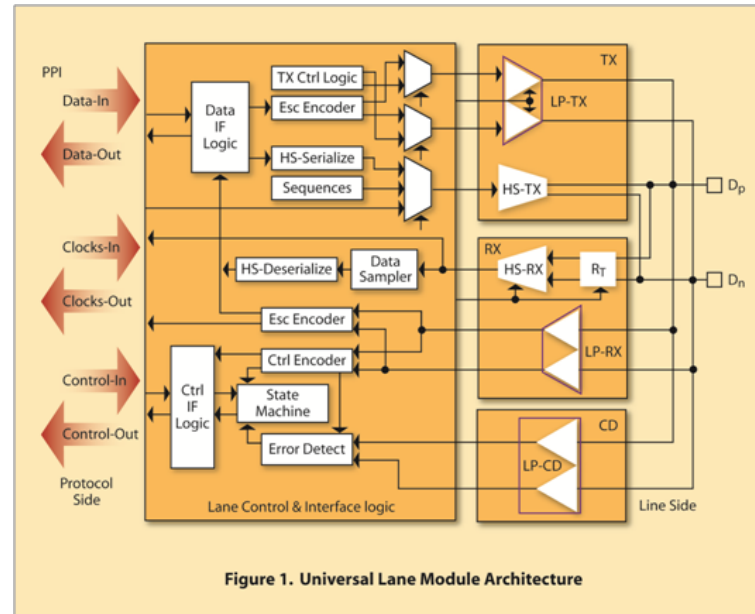 PPI
Data-In
Data-Out
Clocks-In
Clocks-Out
Control-In
Control-Out
Protocol
Side
Data
IF
Logic
TX Ctrl Logic
Esc Encoder
HS-Serialize
Sequences
HS-Deserialize
Data
Sampler
Esc Encoder
Ctrl Encoder
Ctrl
IF
Logic
State
Machine
Error Detect
Lane Control & Interface logic
TX
LP-TX
HS-TX
RX
HS-RX
RT
LP-RX
CD
LP-CD
Dp
Dn
Line Side
Figure 1. Universal Lane Module Architecture